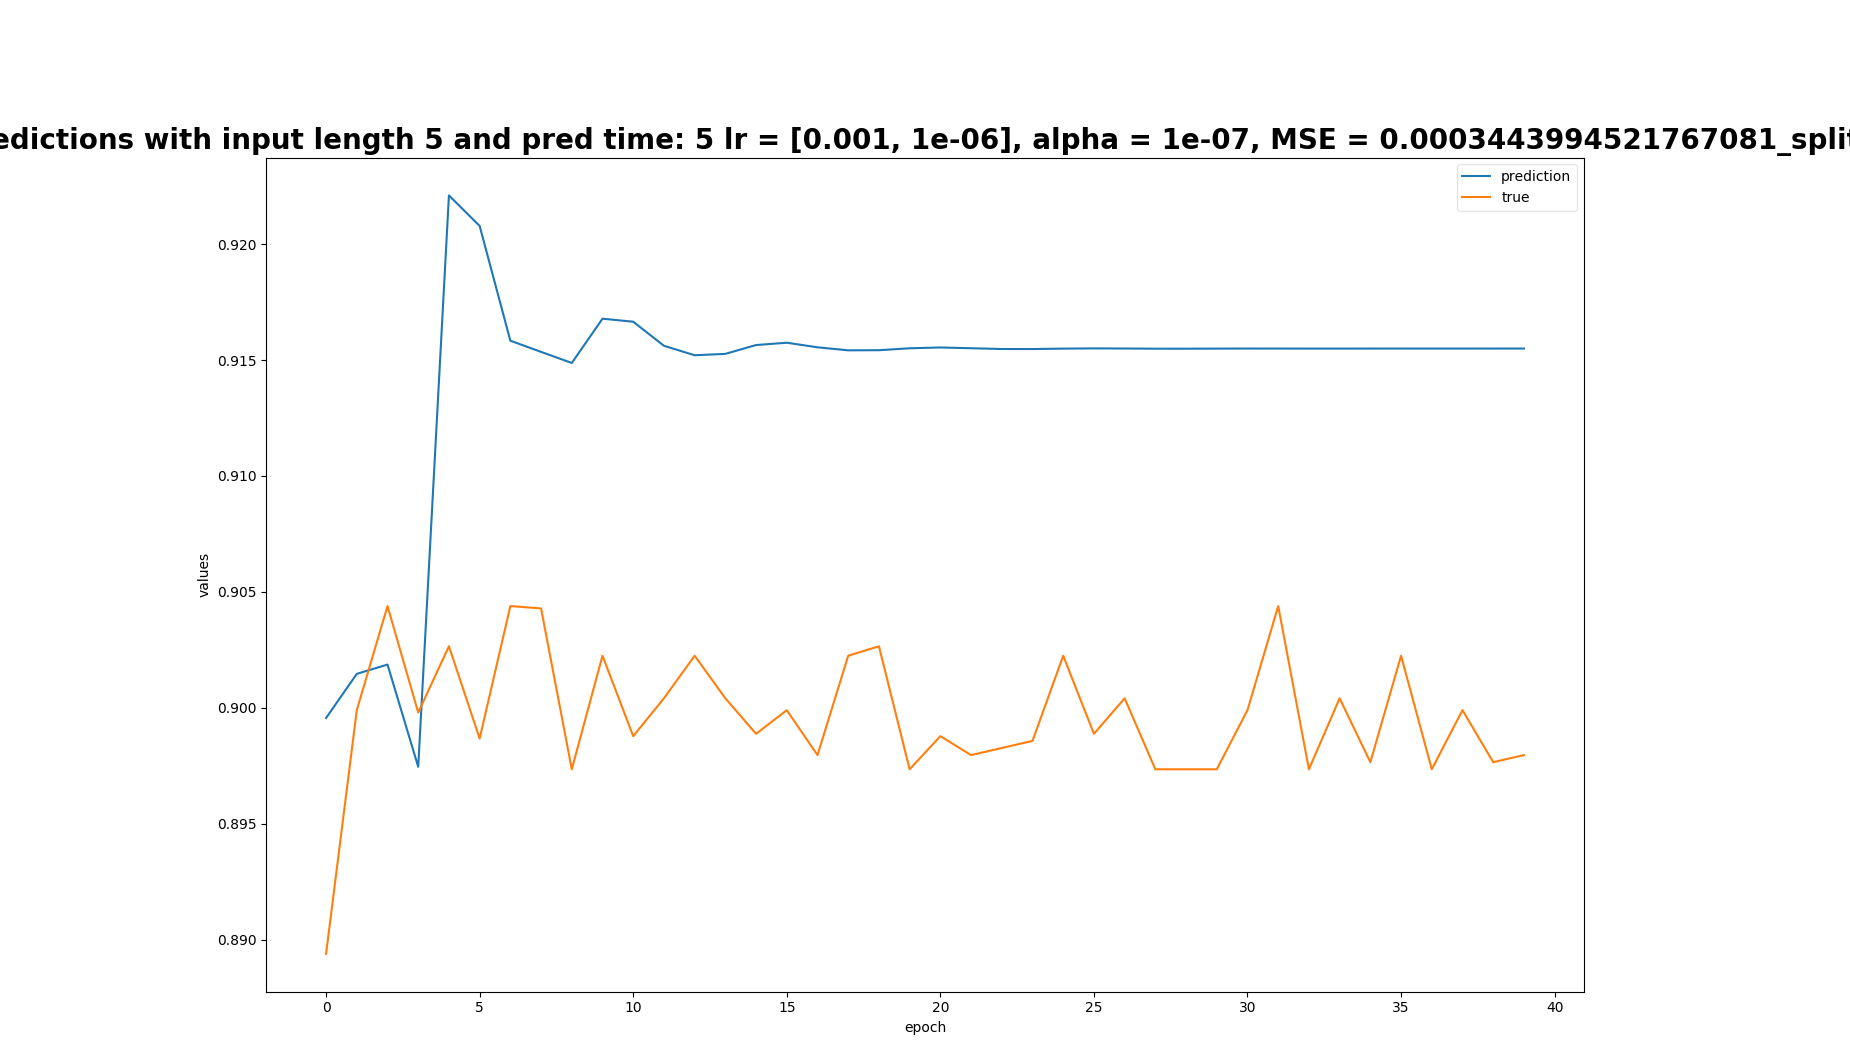 edictions with input length 5 and pred time: 5 lr = [0.001, 1e-06], alpha = 1e-07, MSE = 0.0003443994521767081_split
prediction
true
0.920
0.915
0.910
0.905
0.900
0.895
0.890
values
0 5 10 15 20 25 30 35 40
epoch